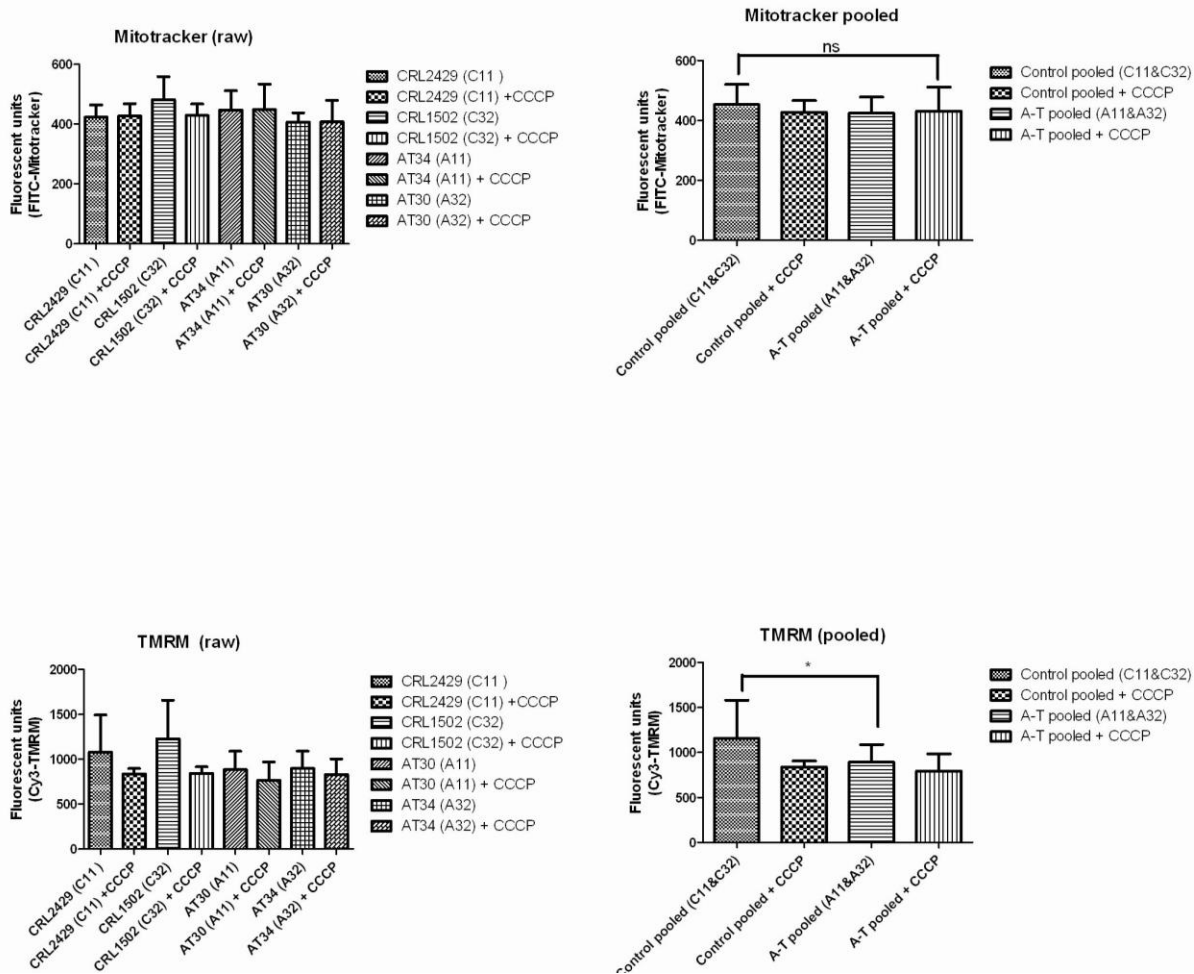 Mitotracker (raw)
600
400
200
0
Fluorescent units
(FITC-Mitotracker)
CRL2429 (C11 )
CRL2429 (C11) +CCCP
CRL1502 (C32)
CRL1502 (C32) + CCCP
AT34 (A11)
AT34 (A11) + CCCP
AT30 (A32)
AT30 (A32) + CCCP
CRL2429 (C11 )
CRL2429 (C11) +CCCP
CRL1502 (C32)
CRL1502 (C32) + CCCP
AT34 (A11)
AT34 (A11) + CCCP
AT30 (A32)
AT30 (A32) + CCCP
Mitotracker pooled
ns
600
400
200
0
Fluorescent units
(FITC-Mitotracker)
Control pooled (C11&C32)
Control pooled + CCCP
A-T pooled (A11&A32)
A-T pooled + CCCP
Control pooled (C11&C32)
Control pooled + CCCP
A-T pooled (A11&A32)
A-T pooled + CCCP
TMRM (raw)
2000
1500
1000
500
0
Fluorescent units
(Cy3-TMRM)
CRL2429 (C11 )
CRL2429 (C11) +CCCP
CRL1502 (C32)
CRL1502 (C32) + CCCP
AT30 (A11)
AT30 (A11) + CCCP
AT34 (A32)
AT34 (A32) + CCCP
CRL2429 (C11 )
CRL2429 (C11) +CCCP
CRL1502 (C32)
CRL1502 (C32) + CCCP
AT30 (A11)
AT30 (A11) + CCCP
AT34 (A32)
AT34 (A32) + CCCP
TMRM (pooled)
*
2000
1500
1000
500
0
Fluorescent units
(Cy3-TMRM)
Control pooled (C11&C32)
Control pooled + CCCP
A-T pooled (A11&A32)
A-T pooled + CCCP
Control pooled (C11&C32)
Control pooled + CCCP
A-T pooled (A11&A32)
A-T pooled + CCCP